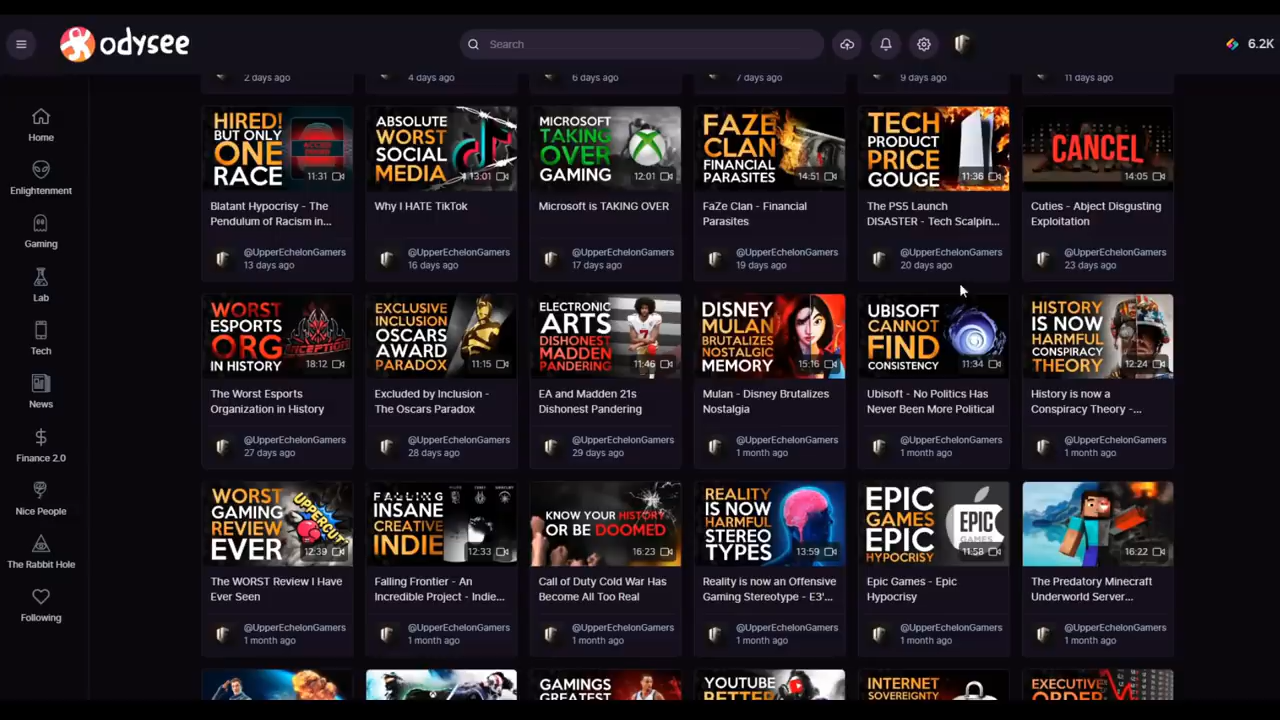 odysee
Search
6.2K
Home
Enlightenment
Gaming
Lab
Tech
News
Finance 2.0
Nice People
The Rabbit Hole
Following
2 days ago
4 days ago
6 days ago
7 days ago
9 days ago
11 days ago
HIRED!
BUT ONLY
ONE
RACE
11:31
Blatant Hypocrisy - The
Pendulum of Racism in...
@UpperEchelonGamers
13 days ago
ABSOLUTE
WORST
SOCIAL
MEDIA
13:01
Why I HATE TikTok
@UpperEchelonGamers
16 days ago
MICROSOFT
TAKING
OVER
GAMING
12:01
Microsoft is TAKING OVER
@UpperEchelonGamers
17 days ago
FAZE
CLAN
FINANCIAL
PARASITES
14:51
FaZe Clan - Financial
Parasites
@UpperEchelonGamers
19 days ago
TECH
PRODUCT
PRICE
GOUGE
11:36
The PS5 Launch
DISASTER - Tech Scalpin...
@UpperEchelonGamers
20 days ago
CANCEL
14:05
Cuties - Abject Disgusting
Exploitation
@UpperEchelonGamers
23 days ago
WORST
ESPORTS
ORG
IN HISTORY
18:12
The Worst Esports
Organization in History
@UpperEchelonGamers
27 days ago
EXCLUSIVE
INCLUSION
OSCARS
AWARD
PARADOX
11:15
Excluded by Inclusion -
The Oscars Paradox
@UpperEchelonGamers
28 days ago
ELECTRONIC
ARTS
DISHONEST
MADDEN
PANDERING
11:46
EA and Madden 21s
Dishonest Pandering
@UpperEchelonGamers
29 days ago
DISNEY
MULAN
BRUTALIZES
NOSTALGIC
MEMORY
15:16
Mulan - Disney Brutalizes
Nostalgia
@UpperEchelonGamers
1 month ago
UBISOFT
CANNOT
FIND
CONSISTENCY
11:34
Ubisoft - No Politics Has
Never Been More Political
@UpperEchelonGamers
1 month ago
HISTORY
IS NOW
HARMFUL
CONSPIRACY
THEORY
12:24
History is now a
Conspiracy Theory -...
@UpperEchelonGamers
1 month ago
WORST
GAMING
REVIEW
EVER
UPPERCUT
12:39
The WORST Review I Have
Ever Seen
@UpperEchelonGamers
1 month ago
FALLING
INSANE
CREATIVE
INDIE
12:33
Falling Frontier - An
Incredible Project - Indie...
@UpperEchelonGamers
1 month ago
KNOW YOUR HISTORY
OR BE DOOMED
16:23
Call of Duty Cold War Has
Become All Too Real
@UpperEchelonGamers
1 month ago
REALITY
IS NOW
HARMFUL
STEREO
TYPES
13:59
Reality is now an Offensive
Gaming Stereotype - E3'...
@UpperEchelonGamers
1 month ago
EPIC
GAMES
EPIC
HYPOCRISY
EPIC
GAMES
11:58
Epic Games - Epic
Hypocrisy
@UpperEchelonGamers
1 month ago
16:22
The Predatory Minecraft
Underworld Server...
@UpperEchelonGamers
1 month ago
GAMINGS
GREATEST
YOUTUBE
BETTER
INTERNET
SOVEREIGNTY
EXECUTIVE
ORDER